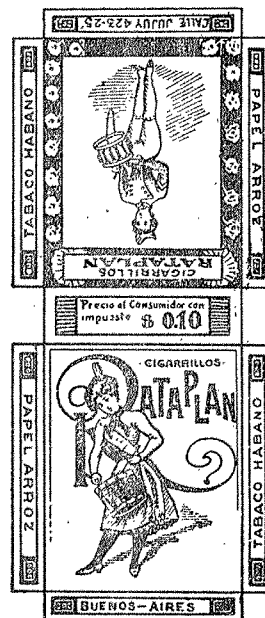 CALLE JUJUY 423-25
TABACO HABANO
PAPEL ARROZ
CIGARRILLOS
RATAPLAN
Precio al Consumidor con
impuesto $ 0.10
CIGARRILLOS
RATAPLAN
PAPEL ARROZ
TABACO HABANO
BUENOS-AIRES